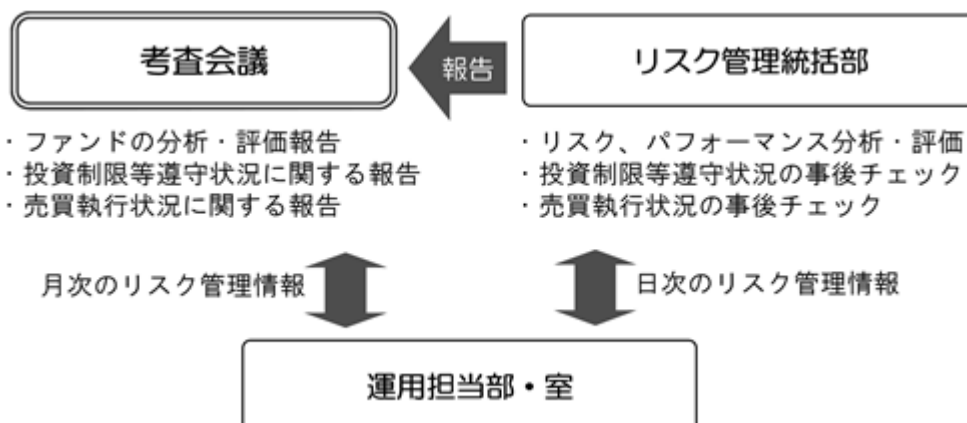 考査会議
報告
リスク管理統括部
・ファンドの分析・評価報告
・投資制限等遵守状況に関する報告
・売買執行状況に関する報告
・リスク、パフォーマンス分析・評価
・投資制限等遵守状況の事後チェック
・売買執行状況の事後チェック
月次のリスク管理情報
日次のリスク管理情報
運用担当部・室